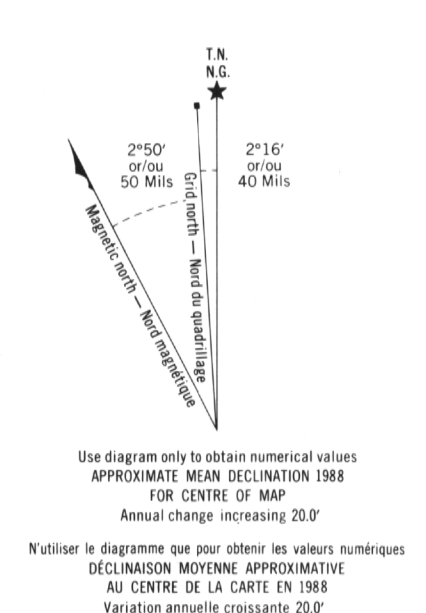 T.N.
N.G.
2°50′
or/ou
50 Mils
2°16′
or/ou
40 Mils
Grid north — Nord du quadrillage
Magnetic north — Nord magnétique
Use diagram only to obtain numerical values
APPROXIMATE MEAN DECLINATION 1988
FOR CENTRE OF MAP
Annual change increasing 20.0′
N'utiliser le diagramme que pour obtenir les valeurs numériques
DÉCLINAISON MOYENNE APPROXIMATIVE
AU CENTRE DE LA CARTE EN 1988
Variation annuelle croissante 20.0′